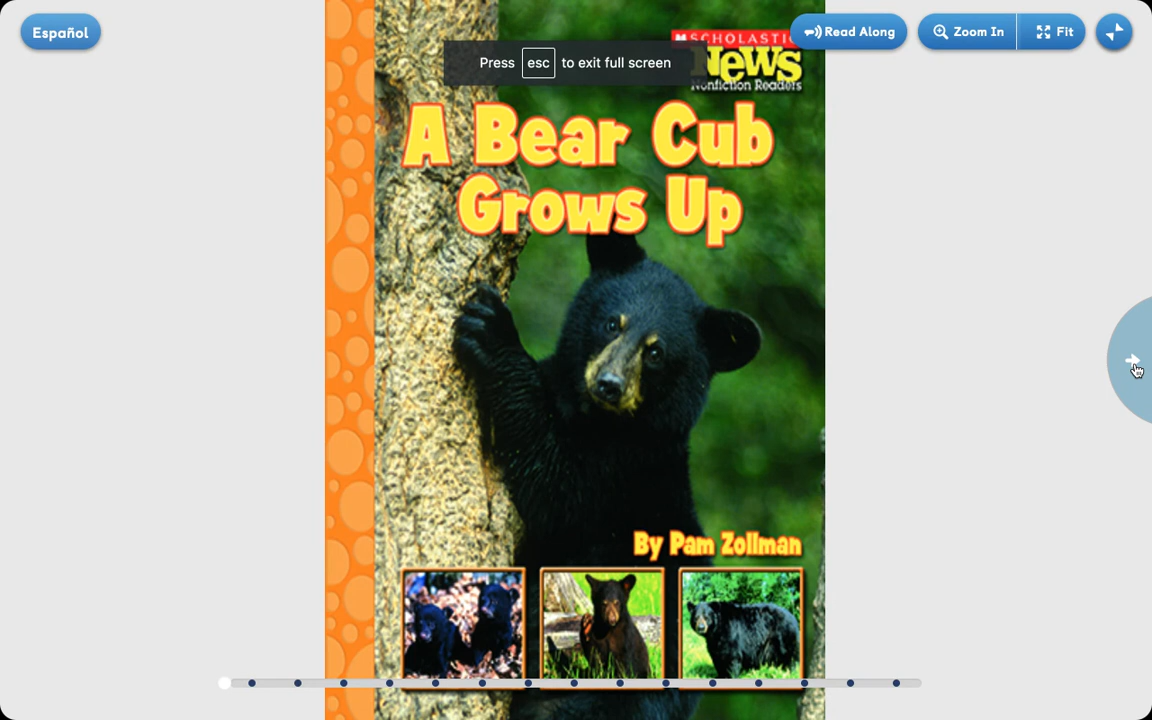 Español
Read Along
Zoom In
Fit
Press esc to exit full screen
SCHOLASTIC
News
Nonfiction Readers
A Bear Cub
Grows Up
By Pam Zollman